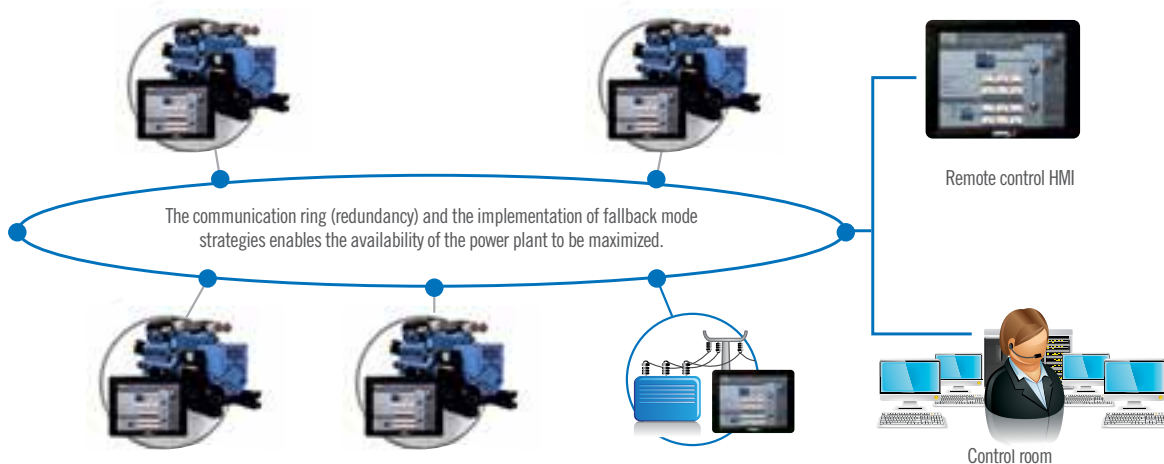 The communication ring (redundancy) and the implementation of fallback mode
strategies enables the availability of the power plant to be maximized.
Remote control HMI
Control room